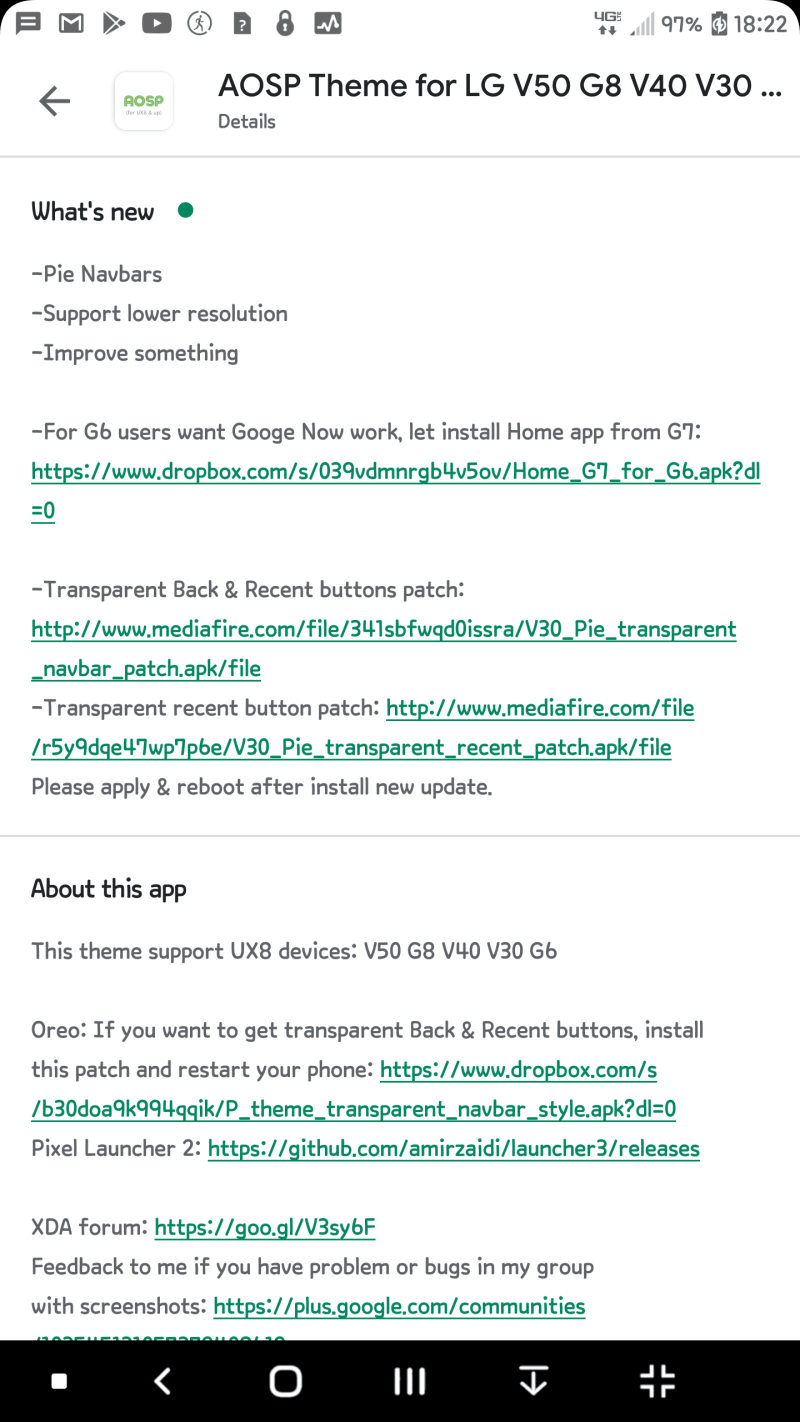 4G 97% 18:22
AOSP
(for UX8 & up)
AOSP Theme for LG V50 G8 V40 V30 ...
Details
What's new
-Pie Navbars
-Support lower resolution
-Improve something
-For G6 users want Googe Now work, let install Home app from G7:
https://www.dropbox.com/s/039vdmnrgb4v5ov/Home_G7_for_G6.apk?dl
=0
-Transparent Back & Recent buttons patch:
http://www.mediafire.com/file/341sbfwqd0issra/V30_Pie_transparent
_navbar_patch.apk/file
-Transparent recent button patch: http://www.mediafire.com/file
/r5y9dqe47wp7p6e/V30_Pie_transparent_recent_patch.apk/file
Please apply & reboot after install new update.
About this app
This theme support UX8 devices: V50 G8 V40 V30 G6
Oreo: If you want to get transparent Back & Recent buttons, install
this patch and restart your phone: https://www.dropbox.com/s
/b30doa9k994qqik/P_theme_transparent_navbar_style.apk?dl=0
Pixel Launcher 2: https://github.com/amirzaidi/launcher3/releases
XDA forum: https://goo.gl/V3sy6F
Feedback to me if you have problem or bugs in my group
with screenshots: https://plus.google.com/communities